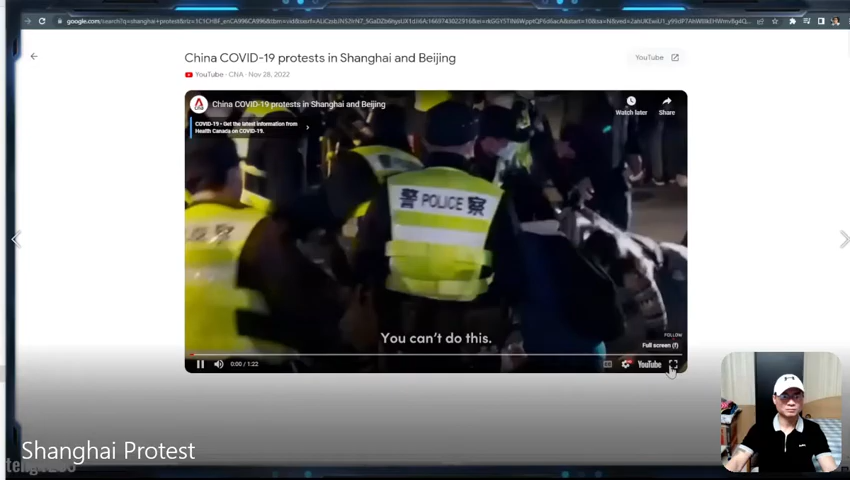 China COVID-19 protests in Shanghai and Beijing
YouTube
YouTube · CNA · Nov 28, 2022
China COVID-19 protests in Shanghai and Beijing
Watch later
Share
COVID-19 • Get the latest information from
Health Canada on COVID-19.
警 POLICE 察
You can't do this.
FOLLOW
Full screen (f)
0:00 / 1:22
YouTube
Shanghai Protest